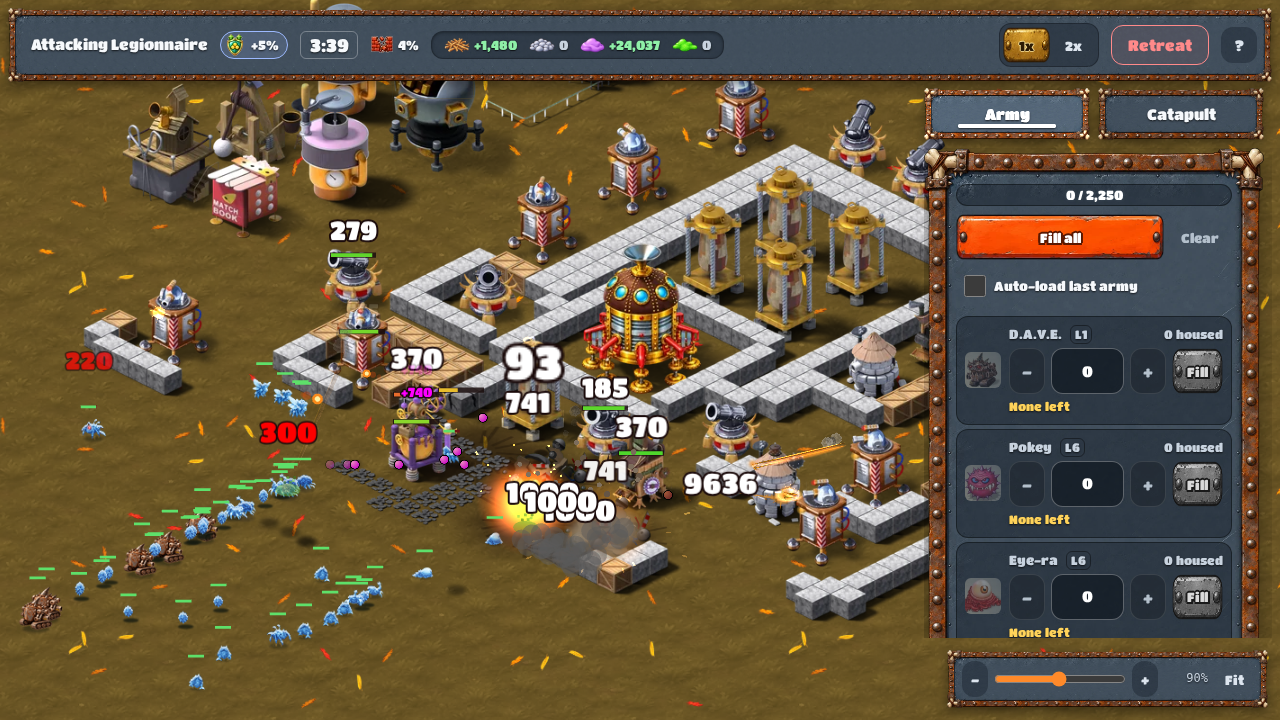 Attacking Legionnaire
+5%
3:39
4%
+1,480
0
+24,037
0
1x
2x
Retreat
?
Army
Catapult
0 / 2,250
Fill all
Clear
Auto-load last army
D.A.V.E. L1
0 housed
-
0
+
Fill
None left
Pokey L6
0 housed
-
0
+
Fill
None left
Eye-ra L6
0 housed
-
0
+
Fill
None left
-
+
90%
Fit
MATCH BOOK
279
220
370
+740
93
741
185
370
300
741
9636
1000